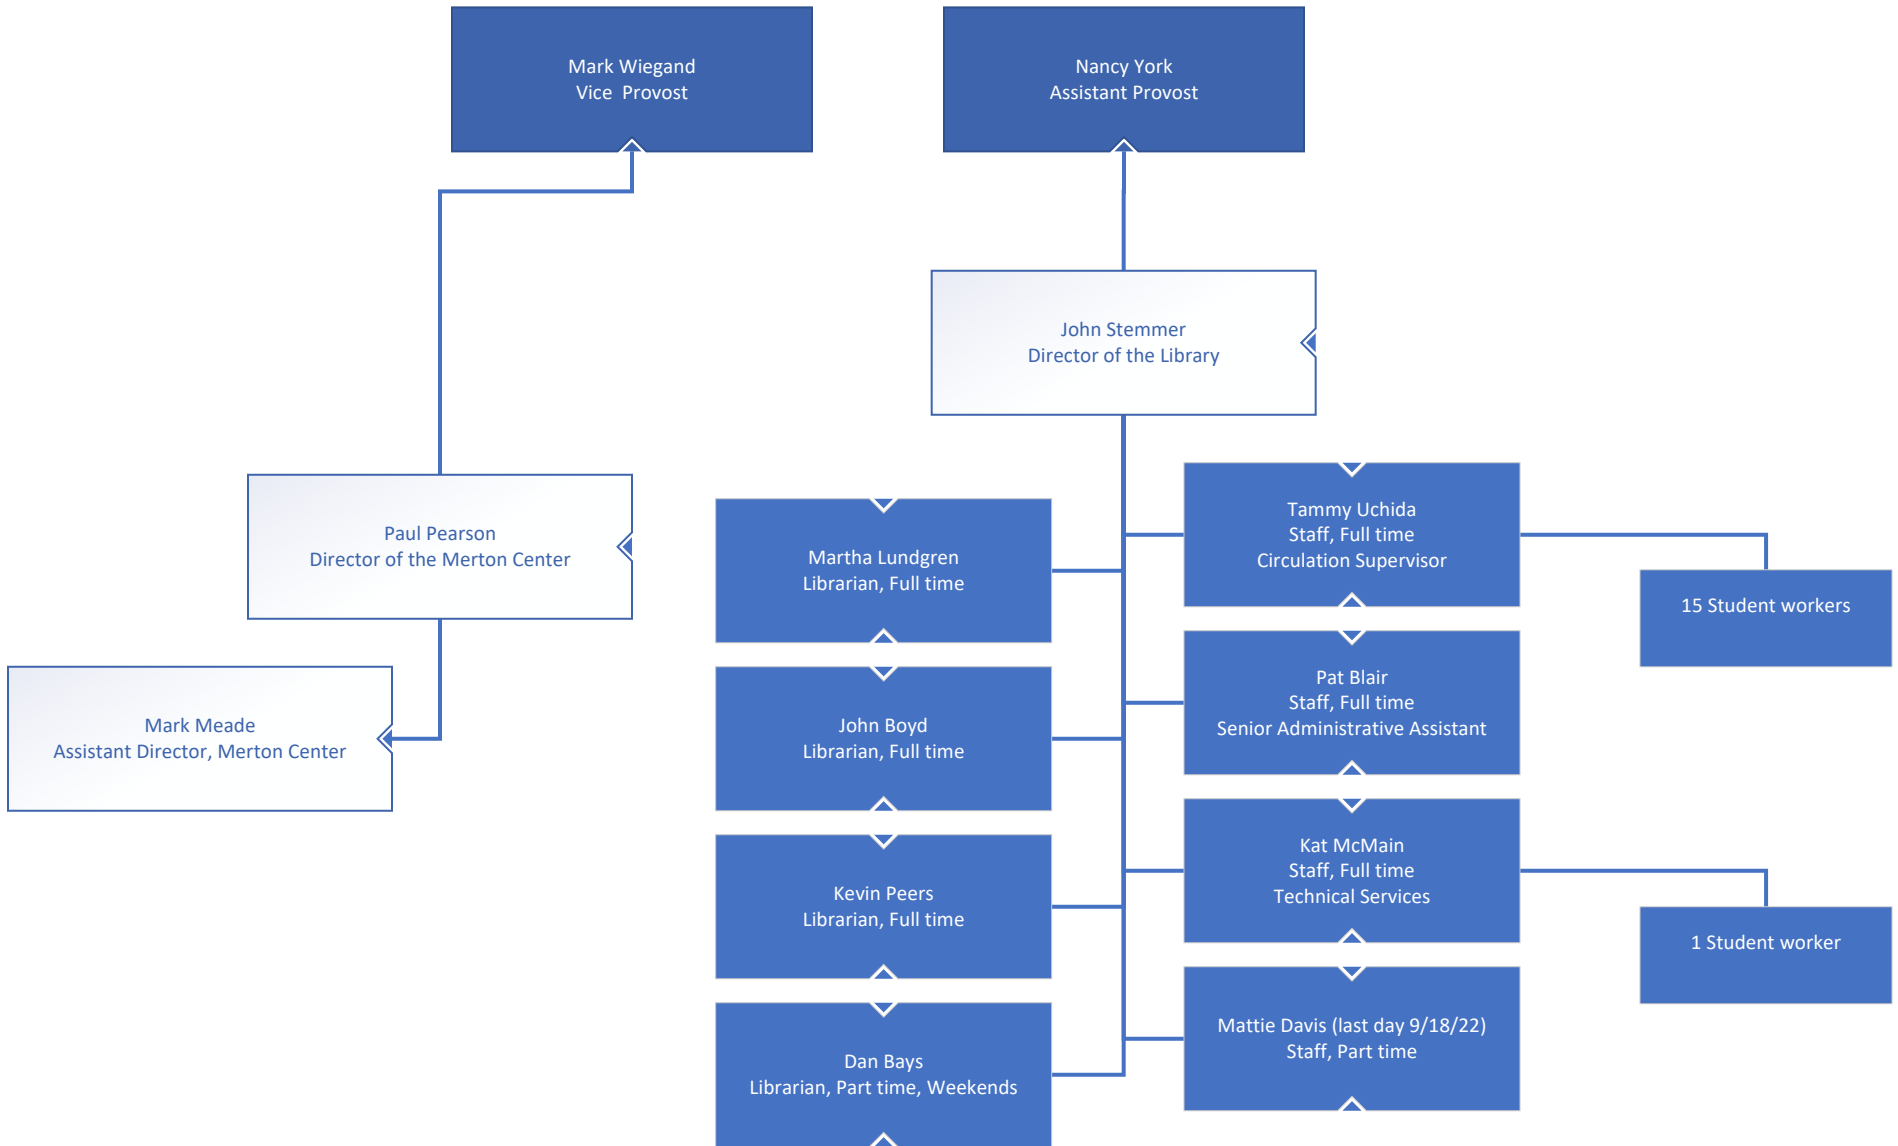 Mark Wiegand
Vice Provost
Nancy York
Assistant Provost
John Stemmer
Director of the Library
Paul Pearson
Director of the Merton Center
Mark Meade
Assistant Director, Merton Center
Martha Lundgren
Librarian, Full time
John Boyd
Librarian, Full time
Kevin Peers
Librarian, Full time
Dan Bays
Librarian, Part time, Weekends
Tammy Uchida
Staff, Full time
Circulation Supervisor
15 Student workers
Pat Blair
Staff, Full time
Senior Administrative Assistant
Kat McMain
Staff, Full time
Technical Services
1 Student worker
Mattie Davis (last day 9/18/22)
Staff, Part time